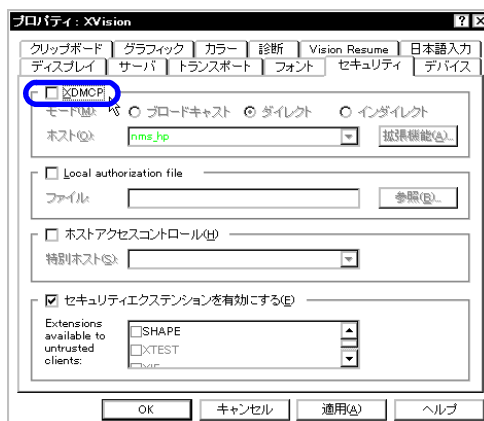 プロパティ : XVision
クリップボード グラフィック カラー 診断 Vision Resume 日本語入力
ディスプレイ サーバ トランスポート フォント セキュリティ デバイス
XDMCP
モード(M): ブロードキャスト ダイレクト インダイレクト
ホスト(O): nms_hp 拡張機能(A)...
Local authorization file
ファイル: 参照(R)...
ホストアクセスコントロール(H)
特別ホスト(S):
セキュリティエクステンションを有効にする(E)
Extensions
available to
untrusted
clients:
SHAPE
XTEST
OK キャンセル 適用(A) ヘルプ